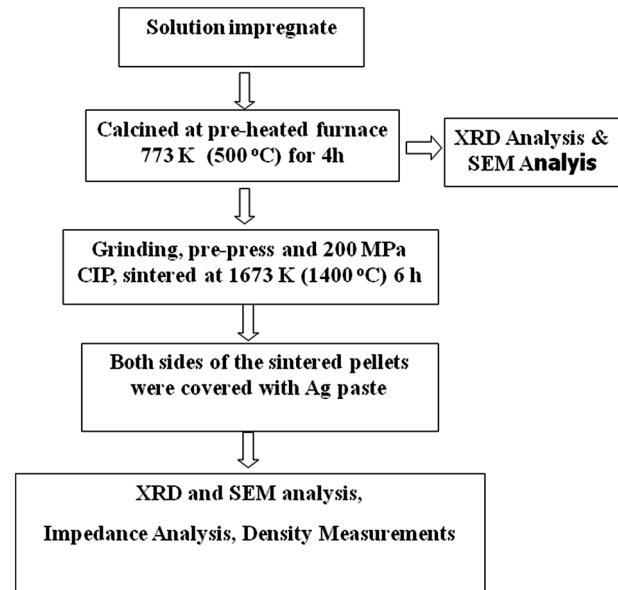 Solution impregnate
Calcined at pre-heated furnace
773 K (500 °C) for 4h
XRD Analysis &
SEM Analyis
Grinding, pre-press and 200 MPa
CIP, sintered at 1673 K (1400 °C) 6 h
Both sides of the sintered pellets
were covered with Ag paste
XRD and SEM analysis,
Impedance Analysis, Density Measurements